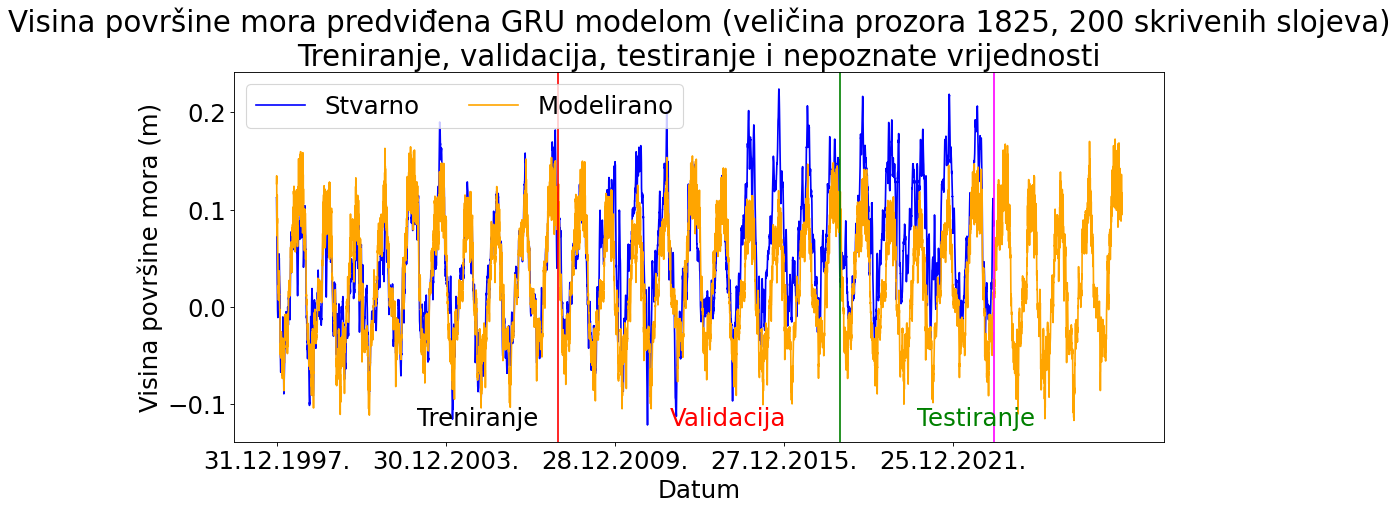 Visina površine mora predviđena GRU modelom (veličina prozora 1825, 200 skrivenih slojeva)
Treniranje, validacija, testiranje i nepoznate vrijednosti
Stvarno
Modelirano
Visina površine mora (m)
0.2
0.1
0.0
−0.1
Treniranje
Validacija
Testiranje
31.12.1997.
30.12.2003.
28.12.2009.
27.12.2015.
25.12.2021.
Datum